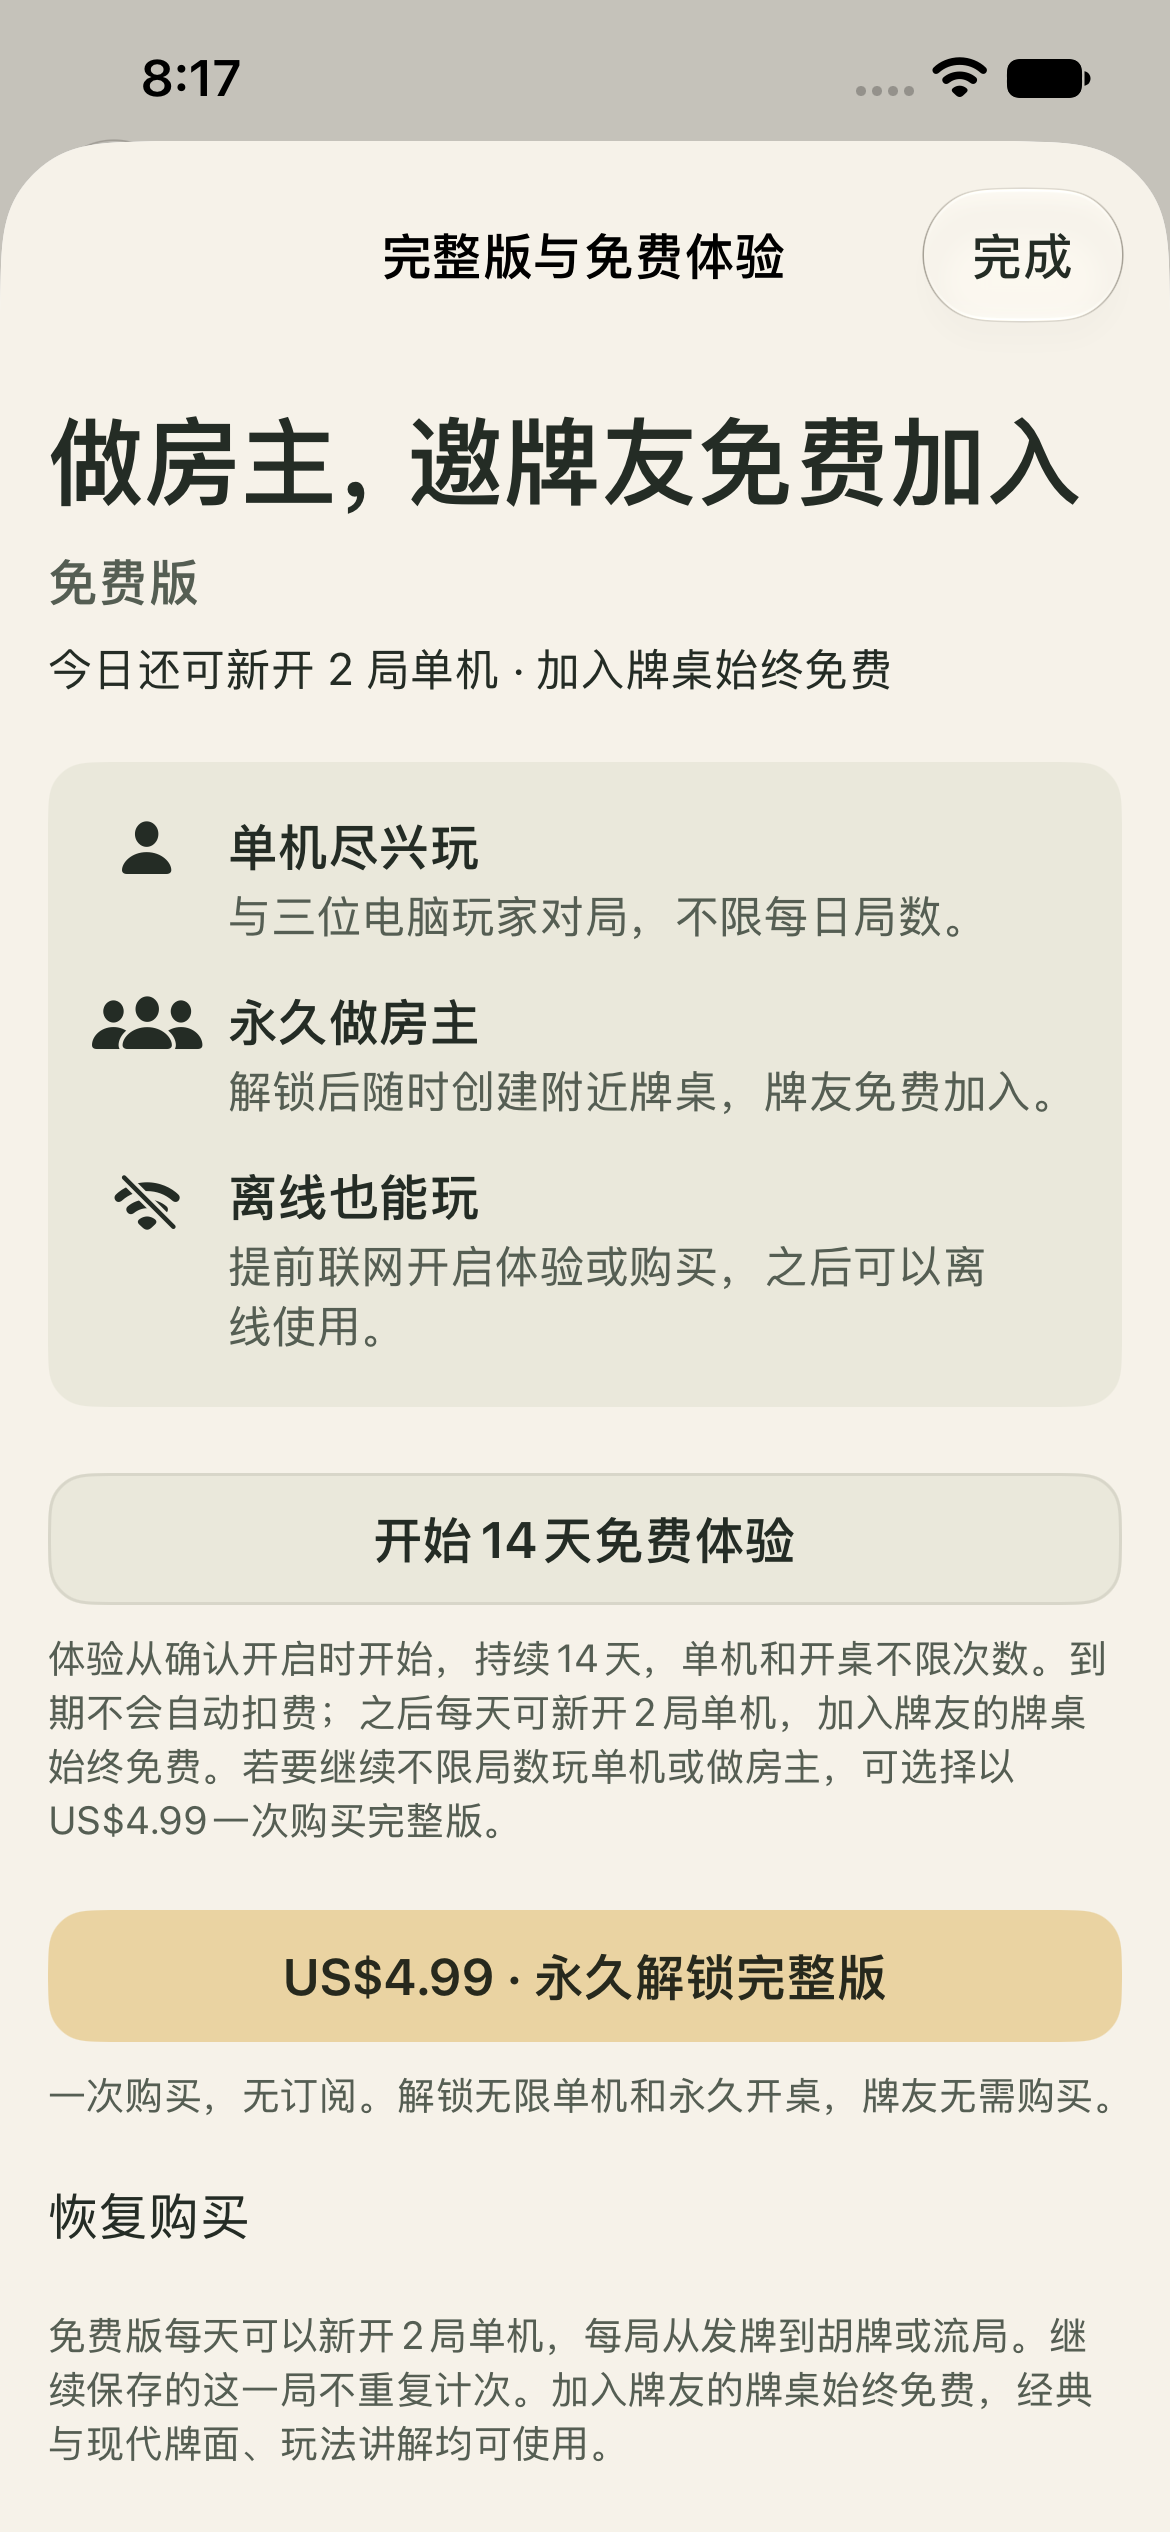 8:17
完整版与免费体验
完成
做房主，邀牌友免费加入
免费版
今日还可新开 2 局单机 · 加入牌桌始终免费
单机尽兴玩
与三位电脑玩家对局，不限每日局数。
永久做房主
解锁后随时创建附近牌桌，牌友免费加入。
离线也能玩
提前联网开启体验或购买，之后可以离
线使用。
开始 14 天免费体验
体验从确认开启时开始，持续 14 天，单机和开桌不限次数。到
期不会自动扣费；之后每天可新开 2 局单机，加入牌友的牌桌
始终免费。若要继续不限局数玩单机或做房主，可选择以
US$4.99 一次购买完整版。
US$4.99 · 永久解锁完整版
一次购买，无订阅。解锁无限单机和永久开桌，牌友无需购买。
恢复购买
免费版每天可以新开 2 局单机，每局从发牌到胡牌或流局。继
续保存的这一局不重复计次。加入牌友的牌桌始终免费，经典
与现代牌面、玩法讲解均可使用。